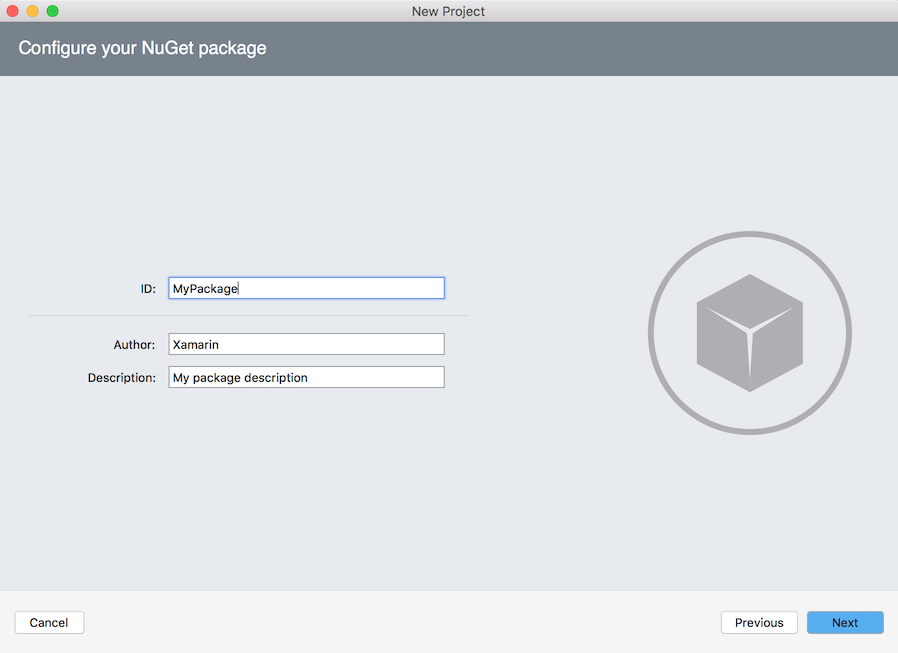 New Project
Configure your NuGet package
ID: MyPackage
Author: Xamarin
Description: My package description
Cancel Previous Next